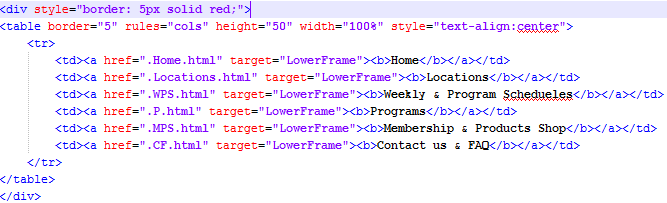 <div style="border: 5px solid red;">
<table border="5" rules="cols" height="50" width="100%" style="text-align:center">
<tr>
<td><a href=".Home.html" target="LowerFrame"><b>Home</b></a></td>
<td><a href=".Locations.html" target="LowerFrame"><b>Locations</b></a></td>
<td><a href=".WPS.html" target="LowerFrame"><b>Weekly & Program Schedueles</b></a></td>
<td><a href=".P.html" target="LowerFrame"><b>Programs</b></a></td>
<td><a href=".MPS.html" target="LowerFrame"><b>Membership & Products Shop</b></a></td>
<td><a href=".CF.html" target="LowerFrame"><b>Contact us & FAQ</b></a></td>
</tr>
</table>
</div>